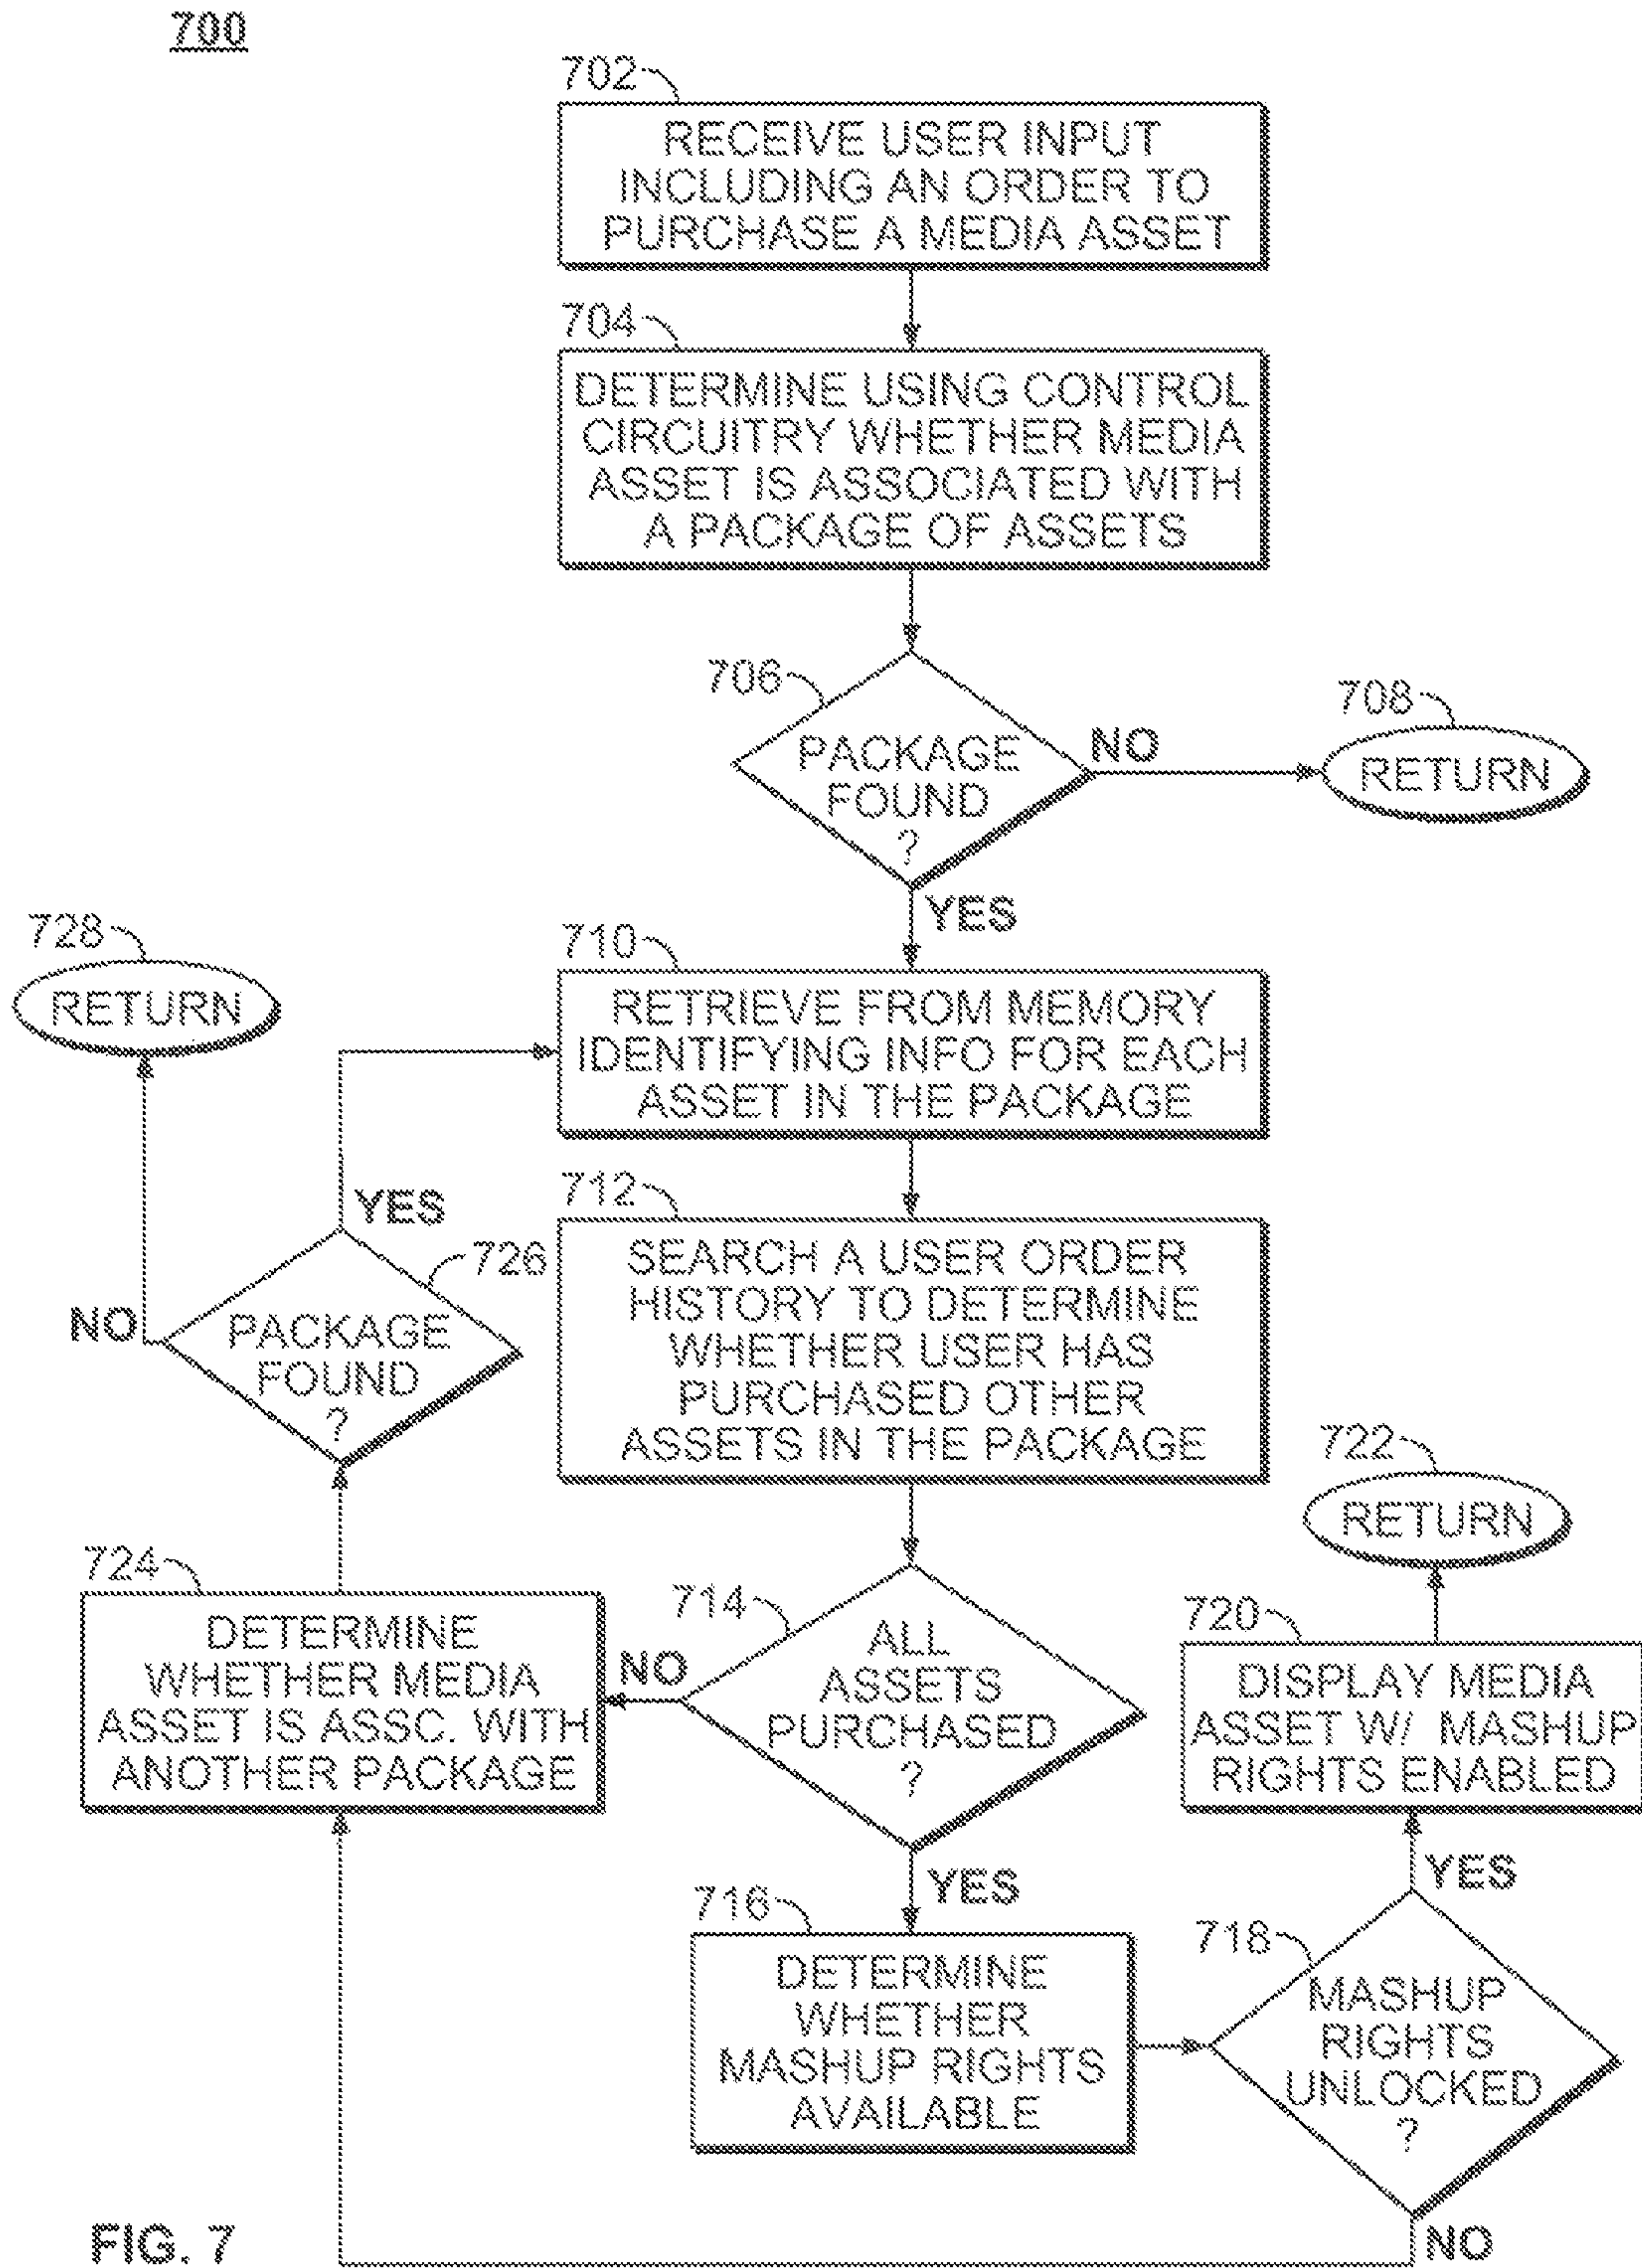 700
702
RECEIVE USER INPUT
INCLUDING AN ORDER TO
PURCHASE A MEDIA ASSET
704
DETERMINE USING CONTROL
CIRCUITRY WHETHER MEDIA
ASSET IS ASSOCIATED WITH
A PACKAGE OF ASSETS
706
PACKAGE
FOUND
?
NO
708
RETURN
YES
710
RETRIEVE FROM MEMORY
IDENTIFYING INFO FOR EACH
ASSET IN THE PACKAGE
728
RETURN
712
SEARCH A USER ORDER
HISTORY TO DETERMINE
WHETHER USER HAS
PURCHASED OTHER
ASSETS IN THE PACKAGE
YES
726
NO
PACKAGE
FOUND
?
724
DETERMINE
WHETHER MEDIA
ASSET IS ASSC. WITH
ANOTHER PACKAGE
714
NO
ALL
ASSETS
PURCHASED
?
YES
716
DETERMINE
WHETHER
MASHUP RIGHTS
AVAILABLE
722
RETURN
720
DISPLAY MEDIA
ASSET W/ MASHUP
RIGHTS ENABLED
YES
718
MASHUP
RIGHTS
UNLOCKED
?
NO
FIG. 7